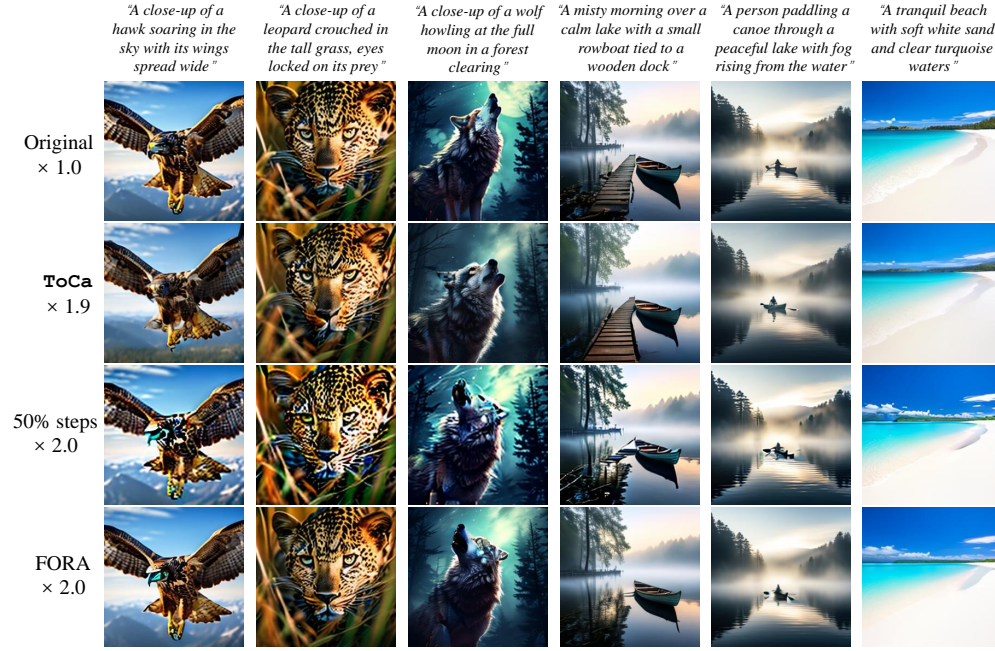 "A close-up of a
hawk soaring in the
sky with its wings
spread wide"
"A close-up of a
leopard crouched in
the tall grass, eyes
locked on its prey"
"A close-up of a wolf
howling at the full
moon in a forest
clearing"
"A misty morning over a
calm lake with a small
rowboat tied to a
wooden dock"
"A person paddling a
canoe through a
peaceful lake with fog
rising from the water"
"A tranquil beach
with soft white sand
and clear turquoise
waters"
Original
× 1.0
ToCa
× 1.9
50% steps
× 2.0
FORA
× 2.0